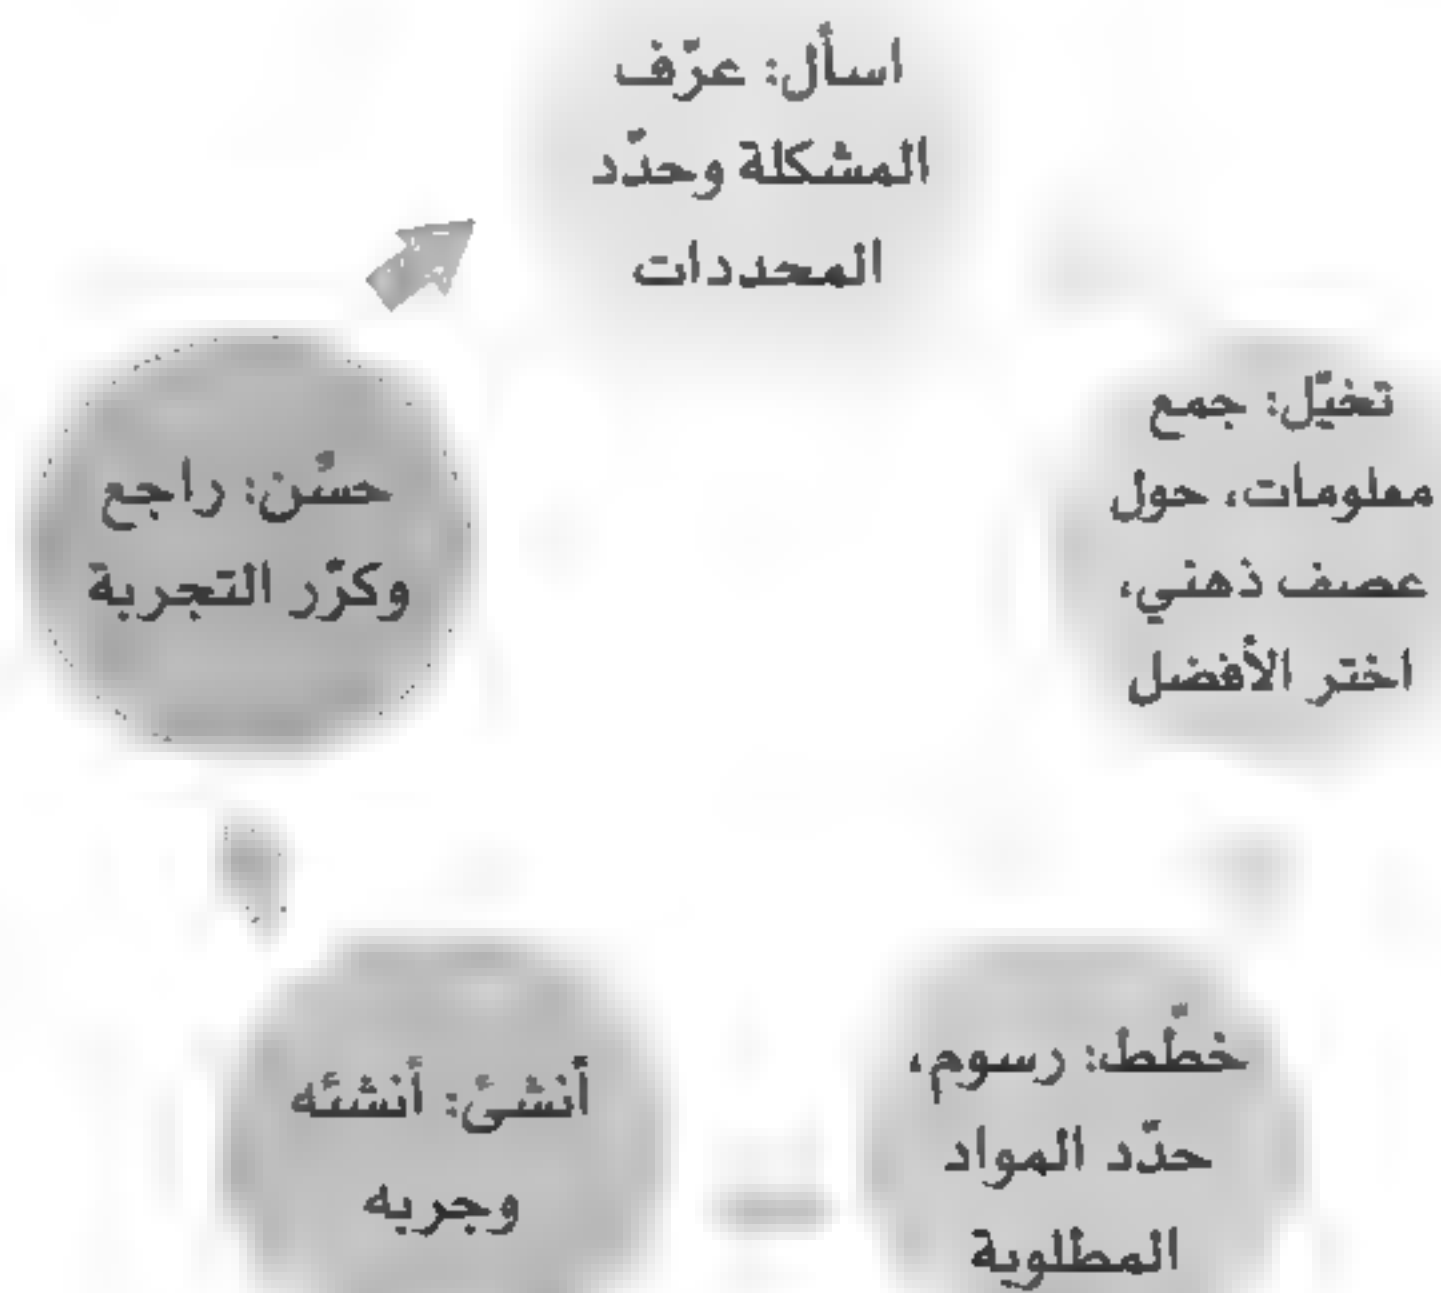 اسأل: عرّف
المشكلة وحدّد
المحددات
تخيّل: جمع
معلومات، حول
عصف ذهني،
اختر الأفضل
خطّط: رسوم،
حدّد المواد
المطلوبة
أنشئ: أنشئه
وجربه
حسّن: راجع
وكرّر التجربة